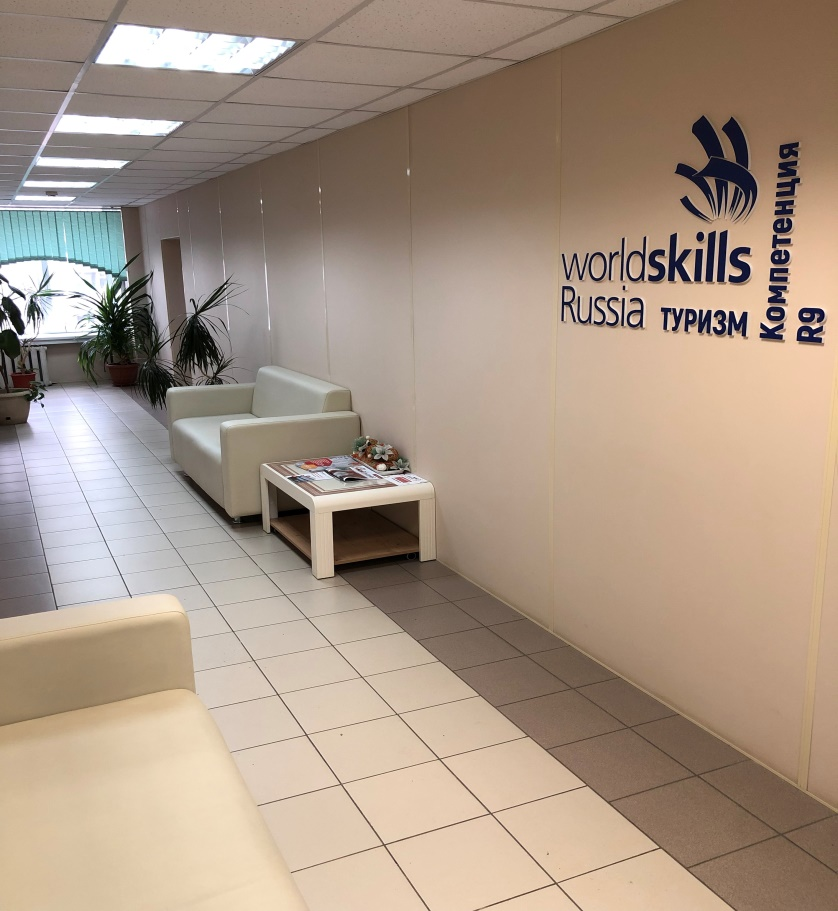 worldskills
Russia туризм
Компетенция
R9